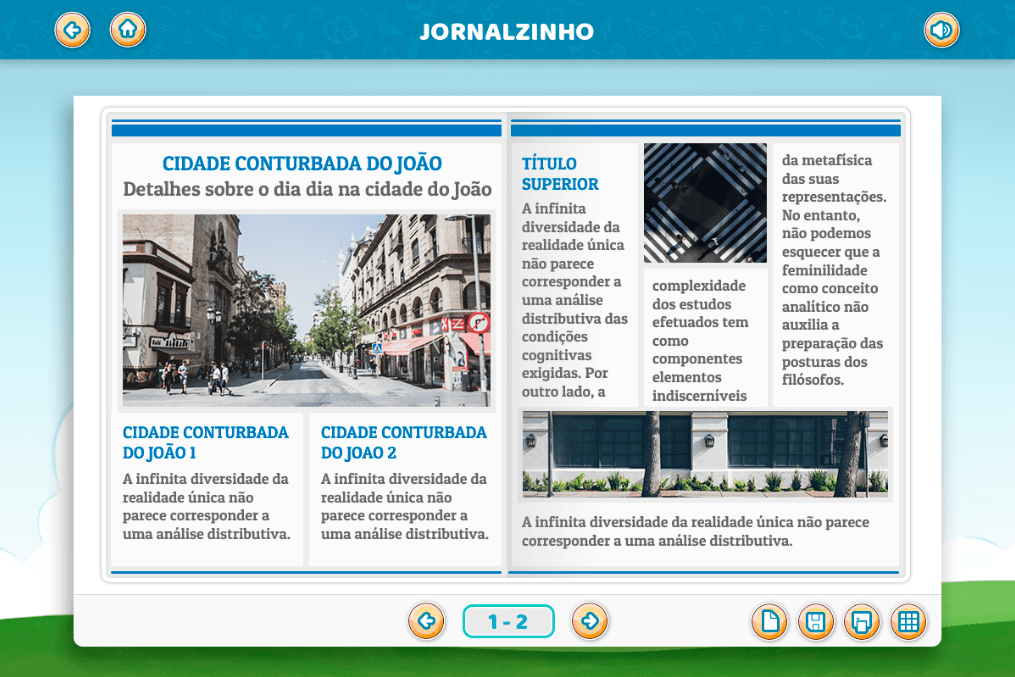 JORNALZINHO
CIDADE CONTURBADA DO JOÃO
Detalhes sobre o dia dia na cidade do João
CIDADE CONTURBADA
DO JOÃO 1
A infinita diversidade da
realidade única não
parece corresponder a
uma análise distributiva.
CIDADE CONTURBADA
DO JOAO 2
A infinita diversidade da
realidade única não
parece corresponder a
uma análise distributiva.
TÍTULO
SUPERIOR
A infinita
diversidade da
realidade única
não parece
corresponder a
uma análise
distributiva das
condições
cognitivas
exigidas. Por
outro lado, a
complexidade
dos estudos
efetuados tem
como
componentes
elementos
indiscerníveis
da metafísica
das suas
representações.
No entanto,
não podemos
esquecer que a
feminilidade
como conceito
analítico não
auxilia a
preparação das
posturas dos
filósofos.
A infinita diversidade da realidade única não parece
corresponder a uma análise distributiva.
1 - 2